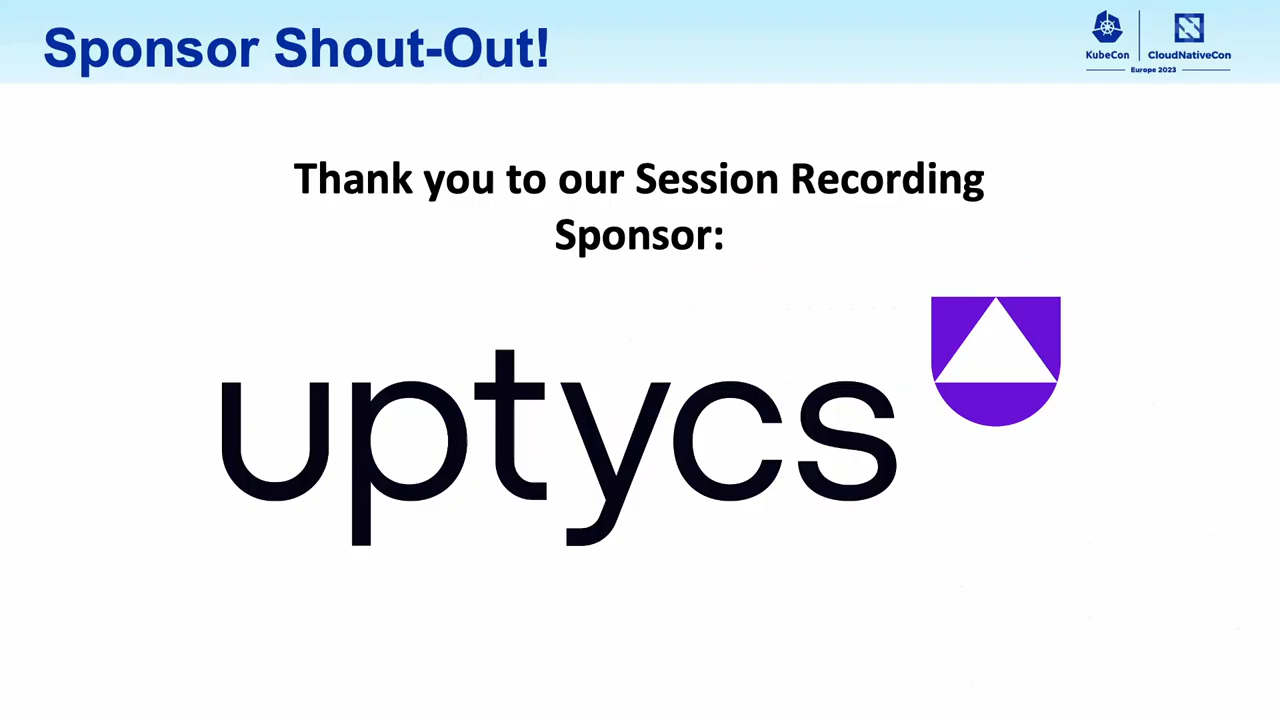 Sponsor Shout-Out!
KubeCon
CloudNativeCon
Europe 2023
Thank you to our Session Recording
Sponsor:
uptycs